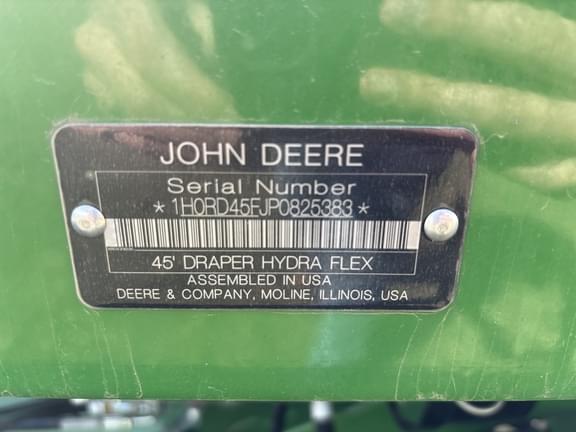 JOHN DEERE
Serial Number
*1H0RD45FJP0825383*
45' DRAPER HYDRA FLEX
ASSEMBLED IN USA
DEERE & COMPANY, MOLINE, ILLINOIS, USA